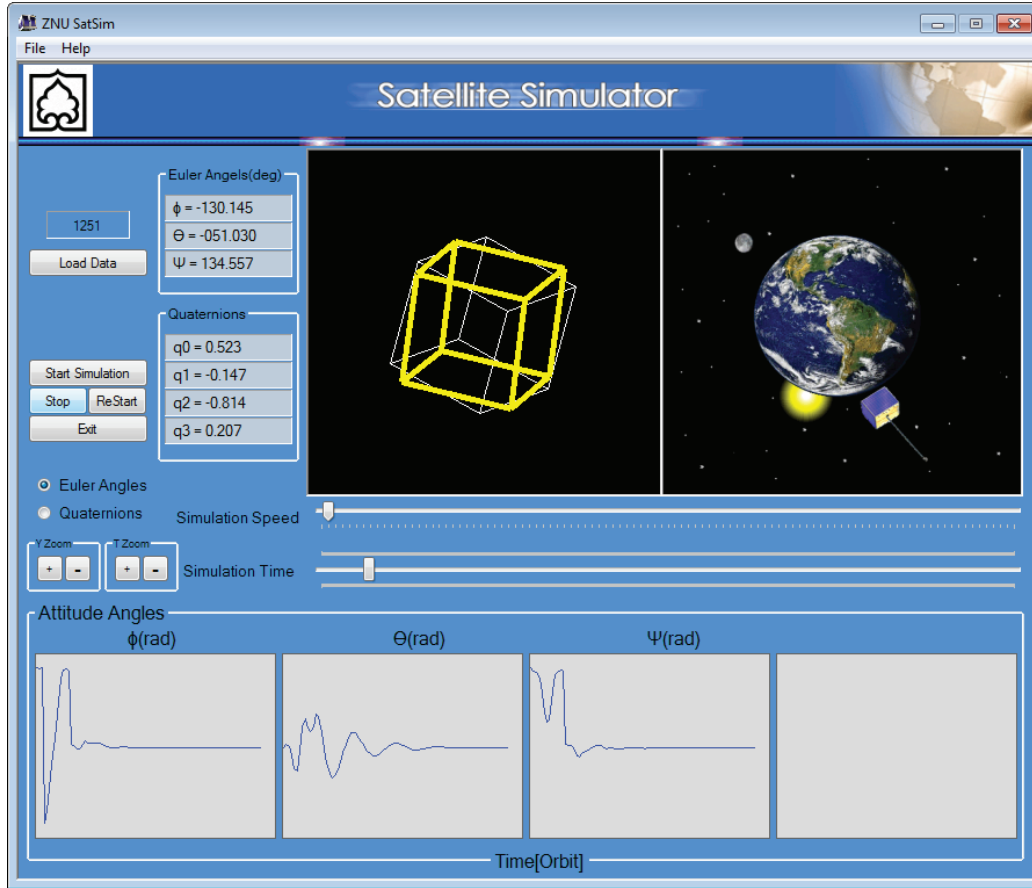 ZNU SatSim
File Help
Satellite Simulator
1251
Load Data
Euler Angels(deg)
ϕ = -130.145
Θ = -051.030
Ψ = 134.557
Quaternions
q0 = 0.523
q1 = -0.147
q2 = -0.814
q3 = 0.207
Start Simulation
Stop ReStart
Exit
Euler Angles
Quaternions
Simulation Speed
Y Zoom T Zoom
+ - + -
Simulation Time
Attitude Angles
ϕ(rad) Θ(rad) Ψ(rad)
Time[Orbit]